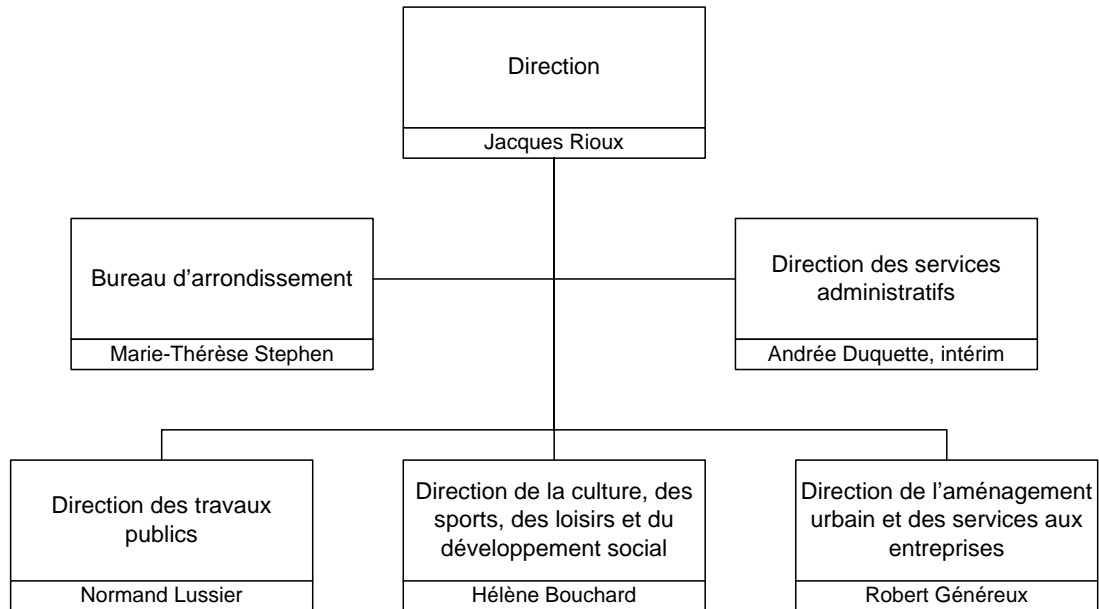 Direction
Jacques Rioux
Bureau d’arrondissement
Marie-Thérèse Stephen
Direction des services
administratifs
Andrée Duquette, intérim
Direction des travaux
publics
Normand Lussier
Direction de la culture, des
sports, des loisirs et du
développement social
Hélène Bouchard
Direction de l’aménagement
urbain et des services aux
entreprises
Robert Généreux